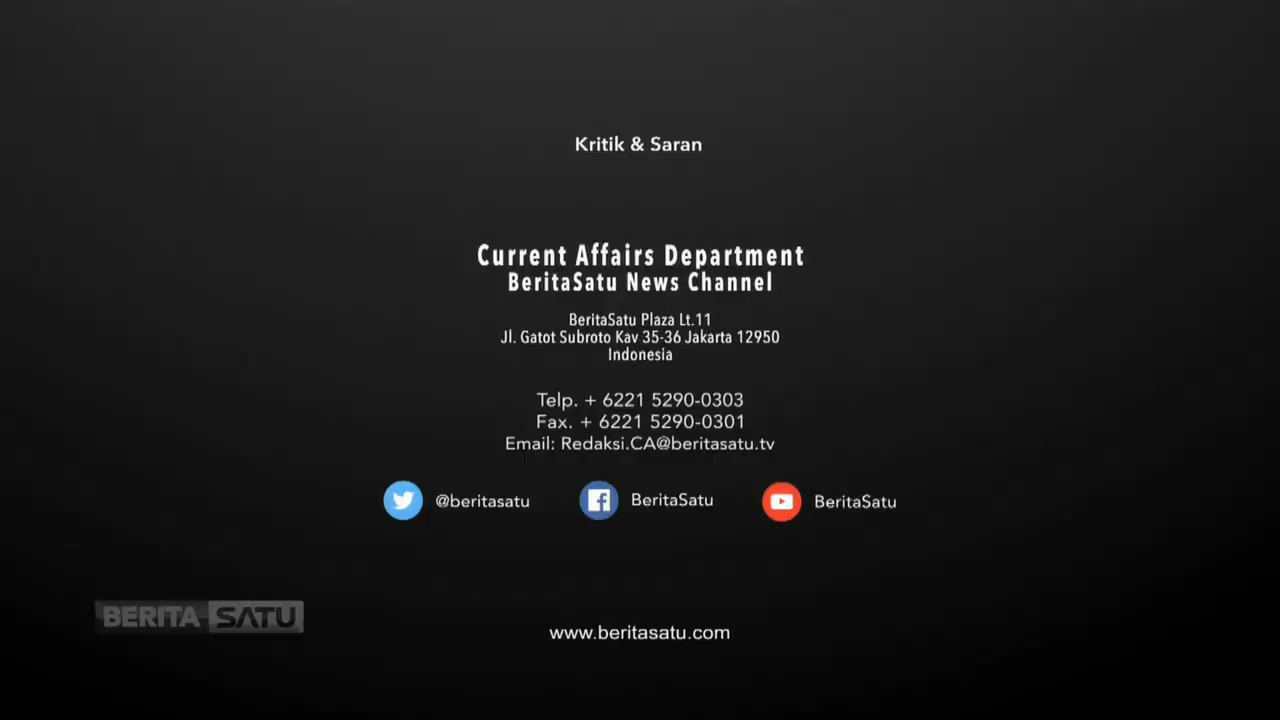 Kritik & Saran
Current Affairs Department
BeritaSatu News Channel
BeritaSatu Plaza Lt.11
Jl. Gatot Subroto Kav 35-36 Jakarta 12950
Indonesia
Telp. + 6221 5290-0303
Fax. + 6221 5290-0301
Email: Redaksi.CA@beritasatu.tv
@beritasatu BeritaSatu BeritaSatu
BERITA SATU
www.beritasatu.com